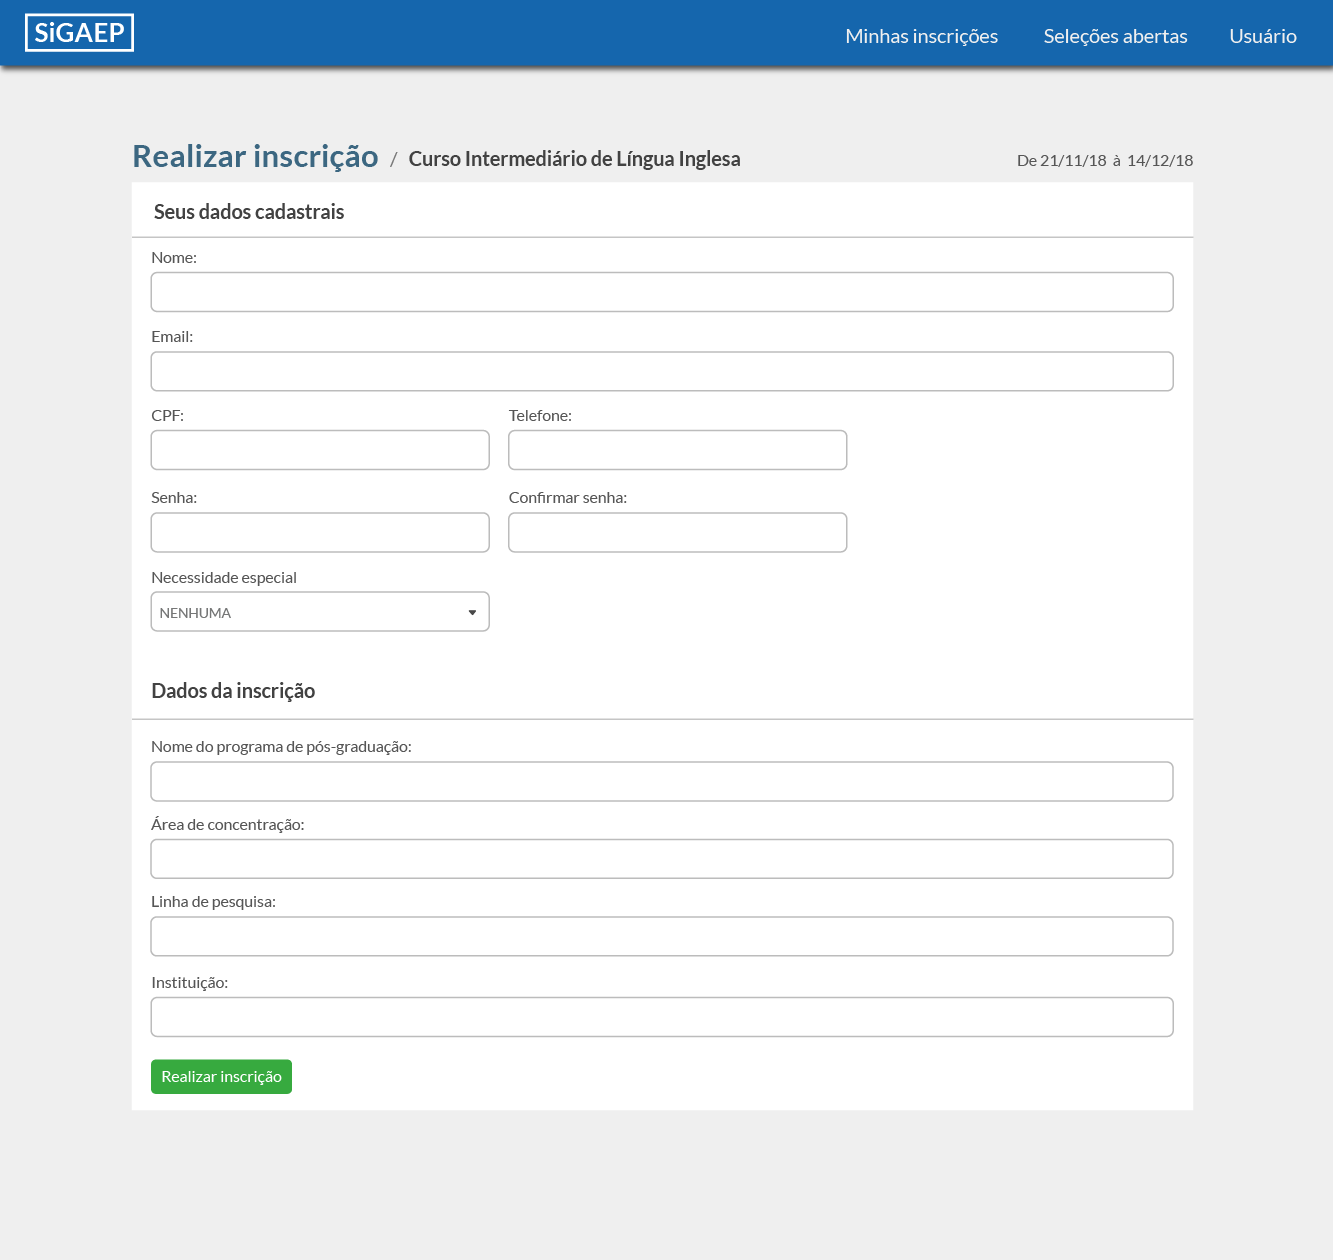 SiGAEP
Minhas inscrições Seleções abertas Usuário
Realizar inscrição / Curso Intermediário de Língua Inglesa De 21/11/18 à 14/12/18
Seus dados cadastrais
Nome:
Email:
CPF: Telefone:
Senha: Confirmar senha:
Necessidade especial
NENHUMA
Dados da inscrição
Nome do programa de pós-graduação:
Área de concentração:
Linha de pesquisa:
Instituição:
Realizar inscrição